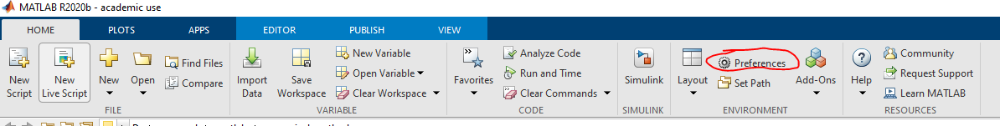 MATLAB R2020b - academic use
HOME PLOTS APPS EDITOR PUBLISH VIEW
New Script
New Live Script
New
Open
Find Files
Compare
FILE
Import Data
Save Workspace
New Variable
Open Variable
Clear Workspace
VARIABLE
Favorites
Analyze Code
Run and Time
Clear Commands
CODE
Simulink
SIMULINK
Layout
Preferences
Set Path
Add-Ons
ENVIRONMENT
Help
Community
Request Support
Learn MATLAB
RESOURCES